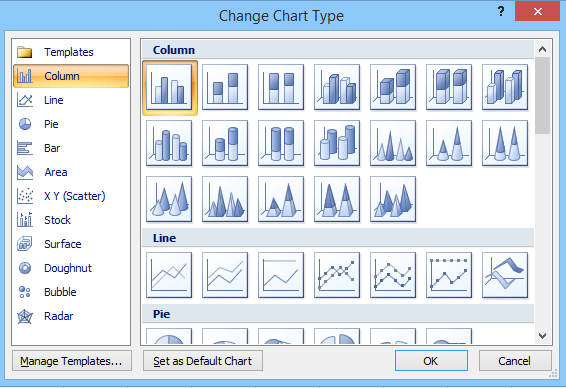 Change Chart Type
?
Templates
Column
Line
Pie
Bar
Area
X Y (Scatter)
Stock
Surface
Doughnut
Bubble
Radar
Column
Line
Pie
Manage Templates...
Set as Default Chart
OK
Cancel